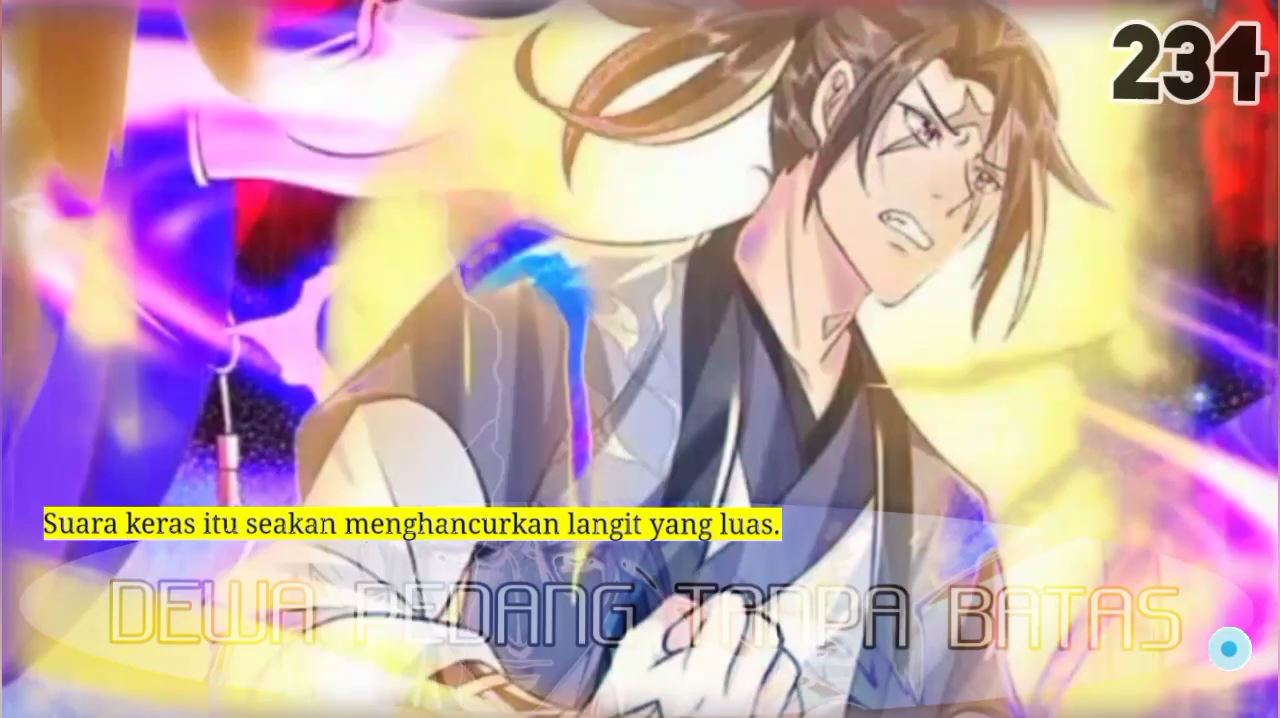 234
Suara keras itu seakan menghancurkan langit yang luas.
DEWA PEDANG TANPA BATAS